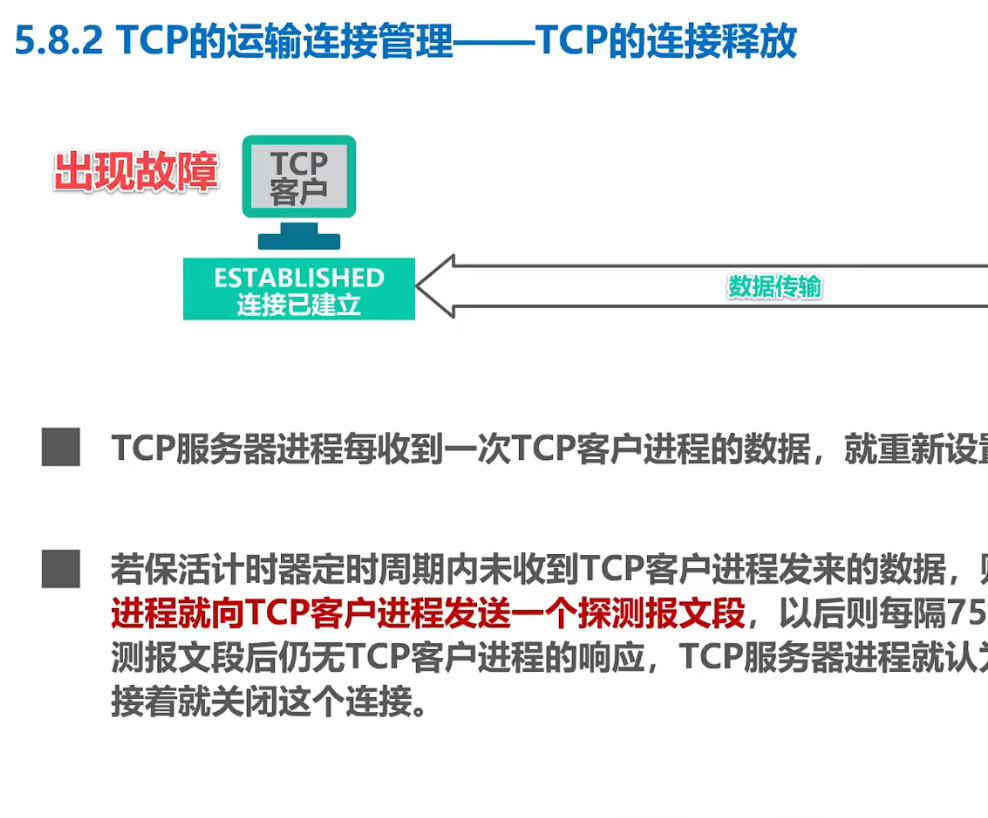 5.8.2 TCP的运输连接管理——TCP的连接释放
出现故障
TCP
客户
ESTABLISHED
连接已建立
数据传输
TCP服务器进程每收到一次TCP客户进程的数据，就重新设置
若保活计时器定时周期内未收到TCP客户进程发来的数据，
进程就向TCP客户进程发送一个探测报文段，以后则每隔75
测报文段后仍无TCP客户进程的响应，TCP服务器进程就认为
接着就关闭这个连接。